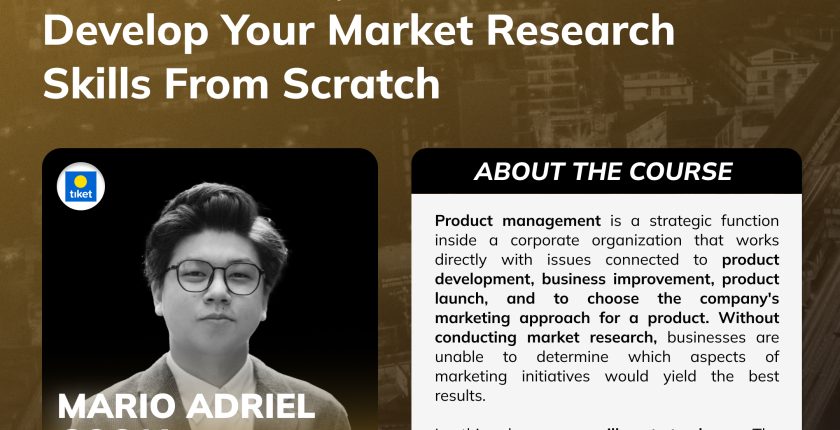 Develop Your Market Research
Skills From Scratch
tiket
MARIO ADRIEL
ABOUT THE COURSE
Product management is a strategic function
inside a corporate organization that works
directly with issues connected to product
development, business improvement, product
launch, and to choose the company's
marketing approach for a product. Without
conducting market research, businesses are
unable to determine which aspects of
marketing initiatives would yield the best
results.